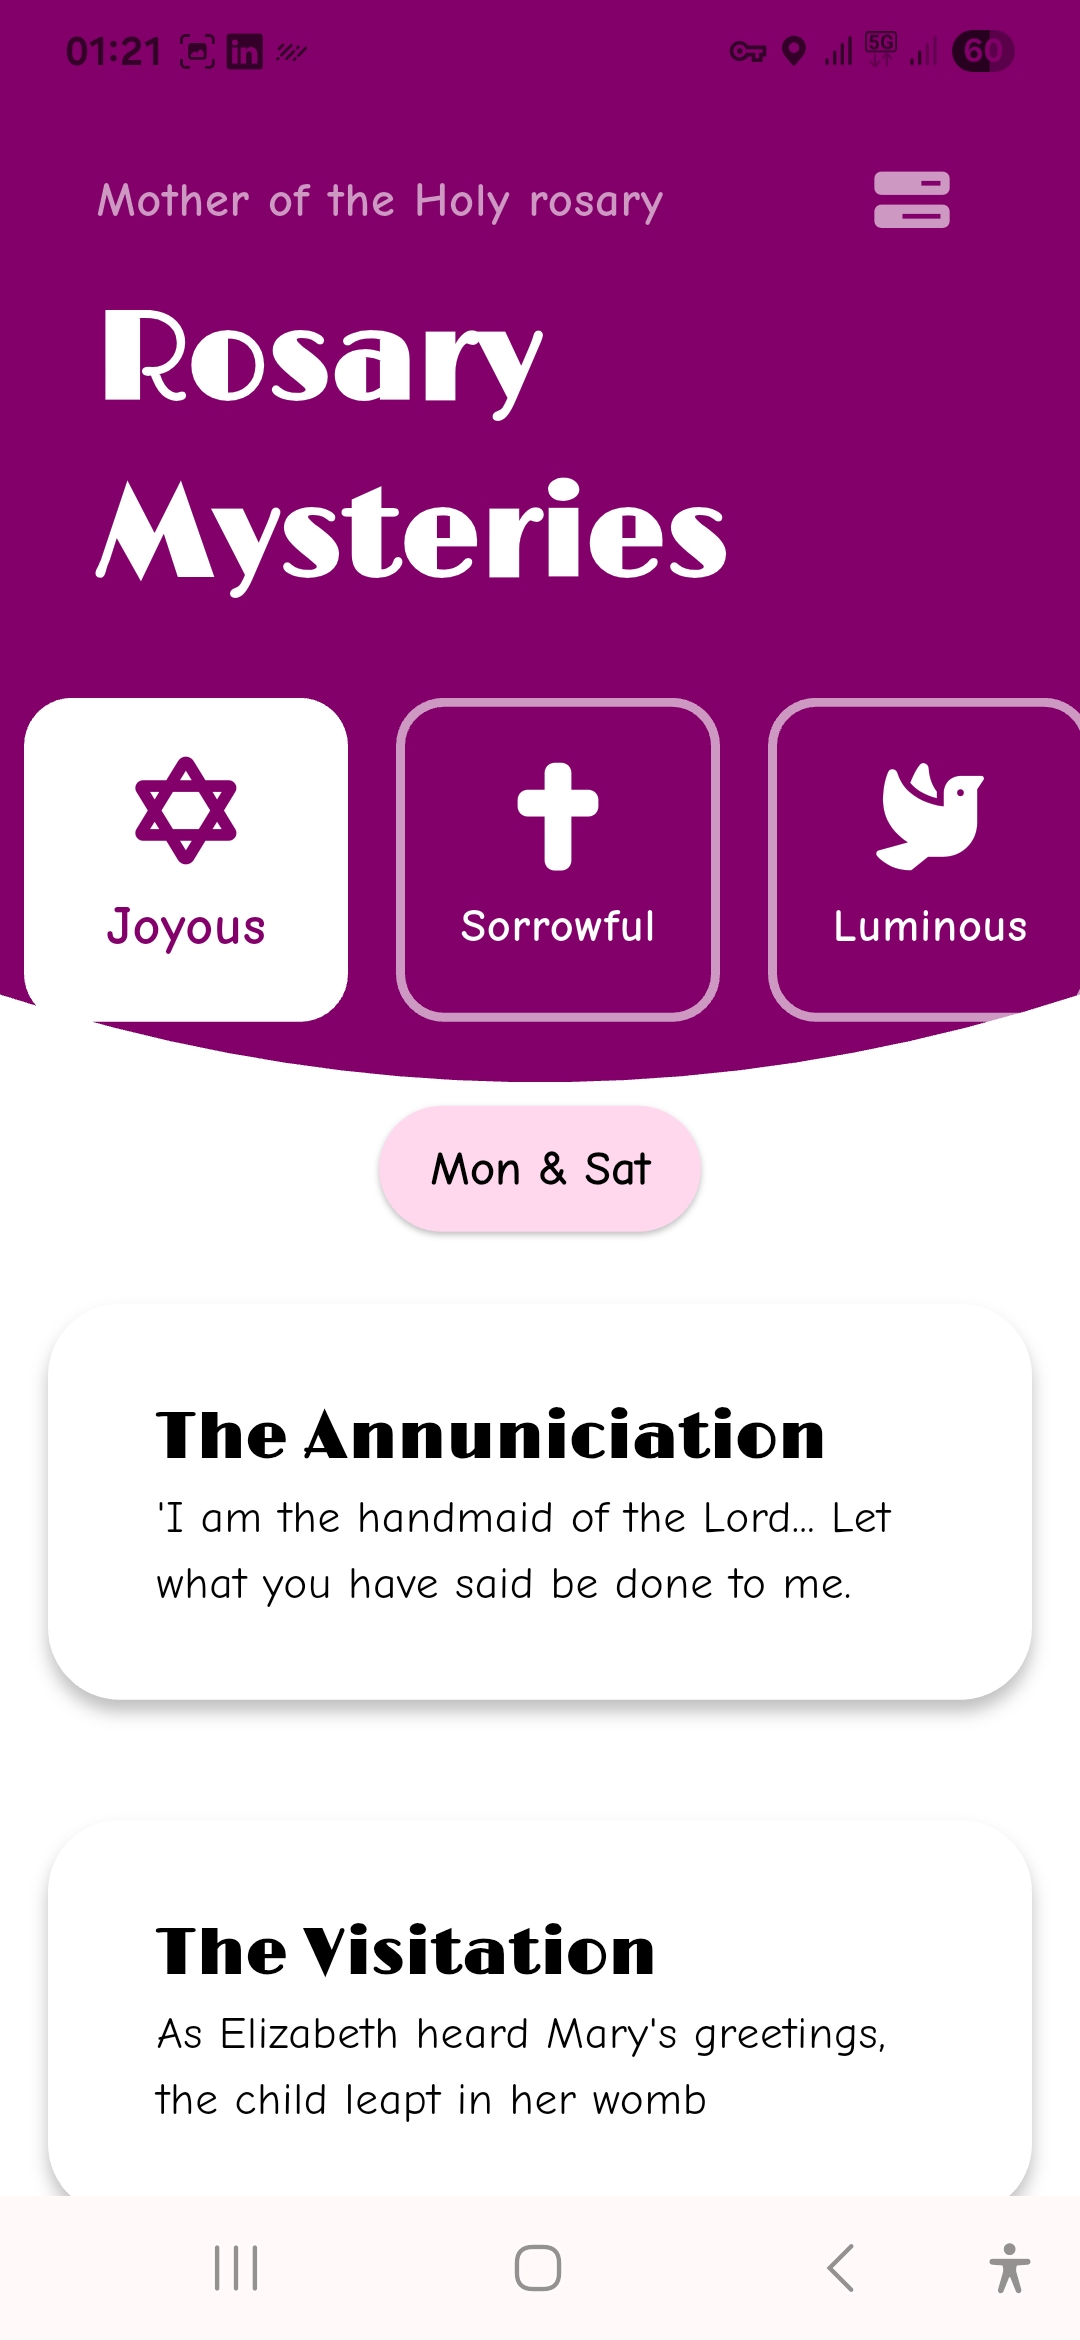 01:21 in 5G 60
Mother of the Holy rosary
Rosary
Mysteries
Joyous Sorrowful Luminous
Mon & Sat
The Annuniciation
'I am the handmaid of the Lord... Let
what you have said be done to me.
The Visitation
As Elizabeth heard Mary's greetings,
the child leapt in her womb